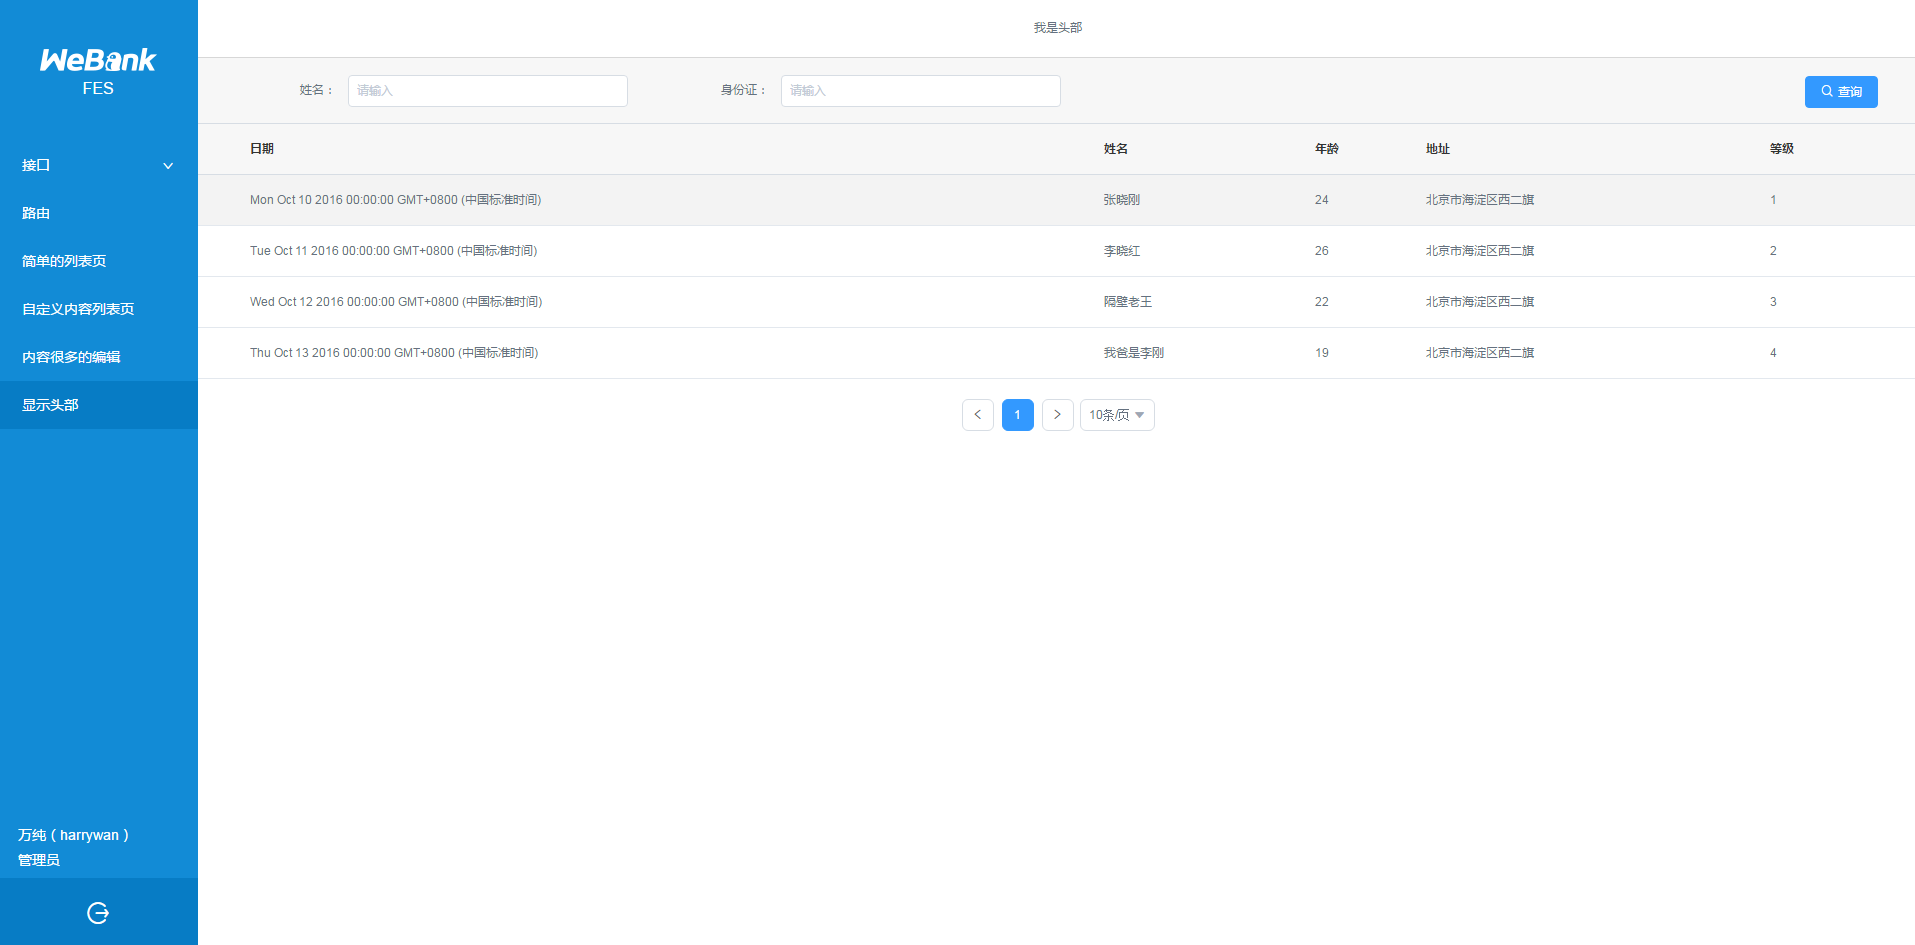 WeBank
FES
接口
路由
简单的列表页
自定义内容列表页
内容很多的编辑
显示头部
万纯（harrywan）
管理员
我是头部
姓名： 请输入 身份证： 请输入 查询
日期 姓名 年龄 地址 等级
Mon Oct 10 2016 00:00:00 GMT+0800 (中国标准时间) 张晓刚 24 北京市海淀区西二旗 1
Tue Oct 11 2016 00:00:00 GMT+0800 (中国标准时间) 李晓红 26 北京市海淀区西二旗 2
Wed Oct 12 2016 00:00:00 GMT+0800 (中国标准时间) 隔壁老王 22 北京市海淀区西二旗 3
Thu Oct 13 2016 00:00:00 GMT+0800 (中国标准时间) 我爸是李刚 19 北京市海淀区西二旗 4
1 10条/页